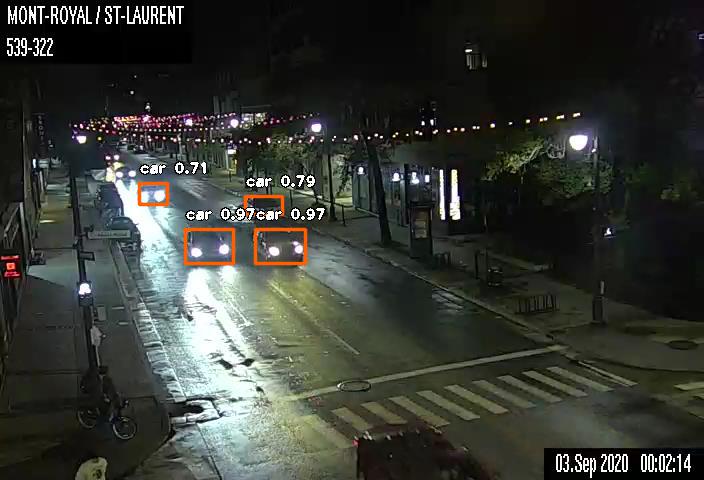 MONT-ROYAL / ST-LAURENT
539-322
car 0.71
car 0.79
car 0.97
car 0.97
03.Sep 2020 00:02:14